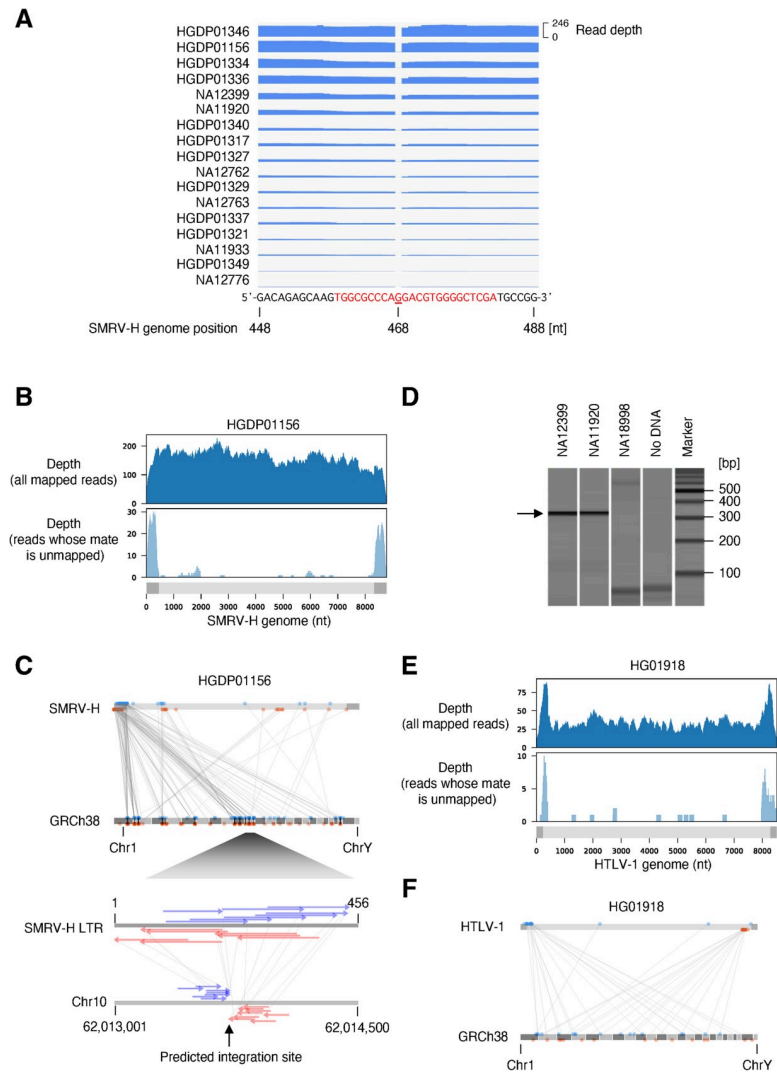 A
HGDP01346
HGDP01156
HGDP01334
HGDP01336
NA12399
NA11920
HGDP01340
HGDP01317
HGDP01327
NA12762
HGDP01329
NA12763
HGDP01337
HGDP01321
NA11933
HGDP01349
NA12776
246
0
Read depth
5'-GACAGAGCAAGTGGCGCCCAGGACGTGGGGCTCGATGCCGG-3'
SMRV-H genome position
448 468 488 [nt]
B
HGDP01156
Depth
(all mapped reads)
200
100
0
Depth
(reads whose mate
is unmapped)
30
20
10
0
0 1000 2000 3000 4000 5000 6000 7000 8000
SMRV-H genome (nt)
C
HGDP01156
SMRV-H
GRCh38
Chr1 ChrY
1 456
SMRV-H LTR
Chr10
62,013,001 62,014,500
Predicted integration site
D
NA12399
NA11920
NA18998
No DNA
Marker
[bp]
500
400
300
200
100
E
HG01918
Depth
(all mapped reads)
75
50
25
0
Depth
(reads whose mate
is unmapped)
10
5
0
0 1000 2000 3000 4000 5000 6000 7000 8000
HTLV-1 genome (nt)
F
HG01918
HTLV-1
GRCh38
Chr1 ChrY